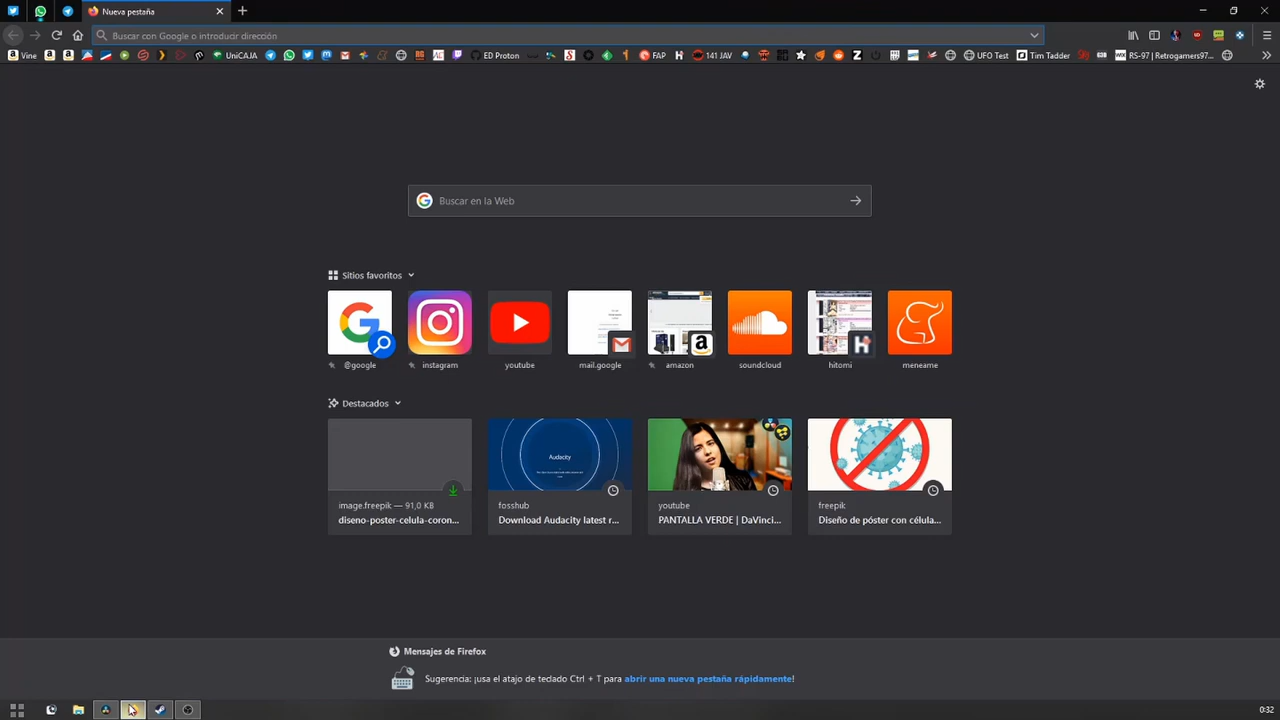 Nueva pestaña
Buscar con Google o introducir dirección
Vine
UniCAJA
ED Proton
FAP
141 JAV
UFO Test
Tim Tadder
RS-97 | Retrogamers97...
Buscar en la Web
Sitios favoritos
@google
instagram
youtube
mail.google
amazon
soundcloud
hitomi
meneame
Destacados
Audacity
image.freepik — 91,0 KB
diseno-poster-celula-coron...
fosshub
Download Audacity latest r...
youtube
PANTALLA VERDE | DaVinci...
freepik
Diseño de póster con célula...
Mensajes de Firefox
Sugerencia: ¡usa el atajo de teclado Ctrl + T para abrir una nueva pestaña rápidamente!
0:32